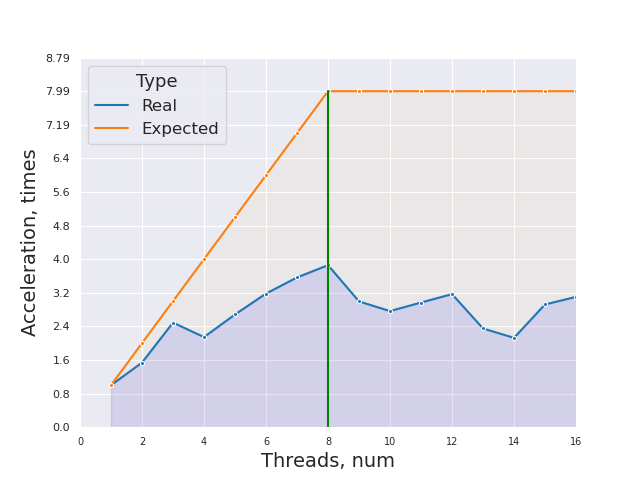 Type
Real
Expected
Acceleration, times
8.79
7.99
7.19
6.4
5.6
4.8
4.0
3.2
2.4
1.6
0.8
0.0
0 2 4 6 8 10 12 14 16
Threads, num